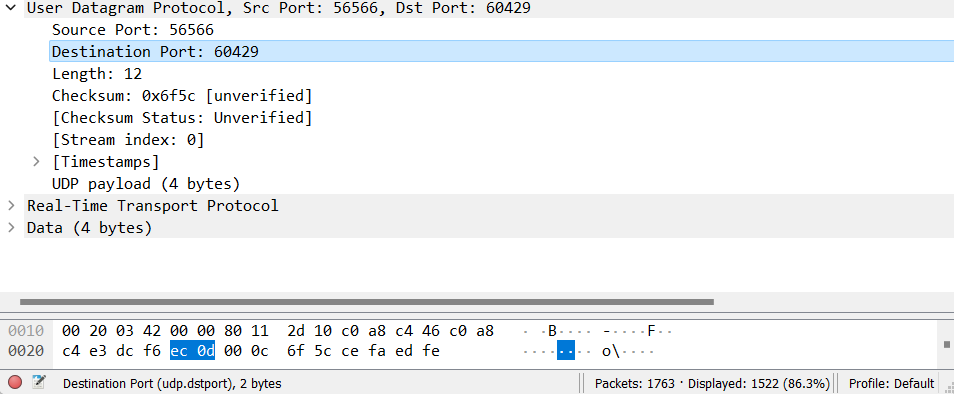 User Datagram Protocol, Src Port: 56566, Dst Port: 60429
Source Port: 56566
Destination Port: 60429
Length: 12
Checksum: 0x6f5c [unverified]
[Checksum Status: Unverified]
[Stream index: 0]
[Timestamps]
UDP payload (4 bytes)
Real-Time Transport Protocol
Data (4 bytes)
0010 00 20 03 42 00 00 80 11 2d 10 c0 a8 c4 46 c0 a8 · ·B···· -····F··
0020 c4 e3 dc f6 ec 0d 00 0c 6f 5c ce fa ed fe ········ o\····
Destination Port (udp.dstport), 2 bytes Packets: 1763 · Displayed: 1522 (86.3%) Profile: Default